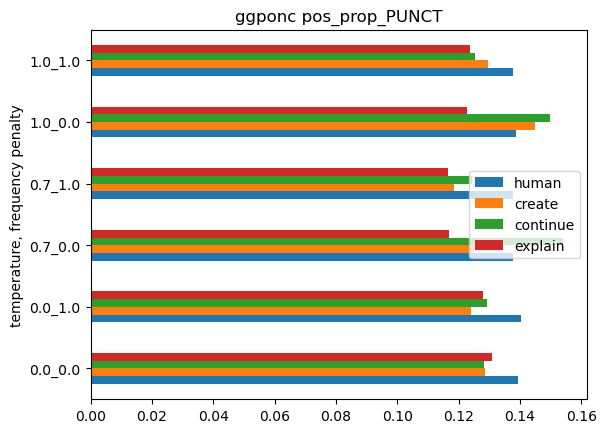 ggponc pos_prop_PUNCT
temperature, frequency penalty
1.0_1.0
1.0_0.0
0.7_1.0
0.7_0.0
0.0_1.0
0.0_0.0
human
create
continue
explain
0.00 0.02 0.04 0.06 0.08 0.10 0.12 0.14 0.16